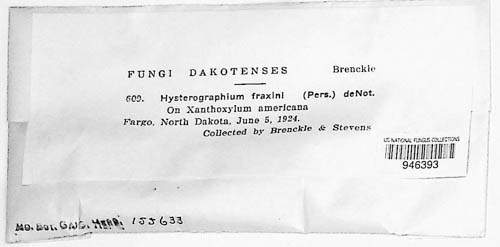 FUNGI DAKOTENSES Brenckle
609. Hysterographium fraxini (Pers.) deNot.
On Xanthoxylum americana
Fargo, North Dakota, June 5, 1924.
Collected by Brenckle & Stevens
US NATIONAL FUNGUS COLLECTIONS
946393
Mo. Bot. Gard. Herb. 155633